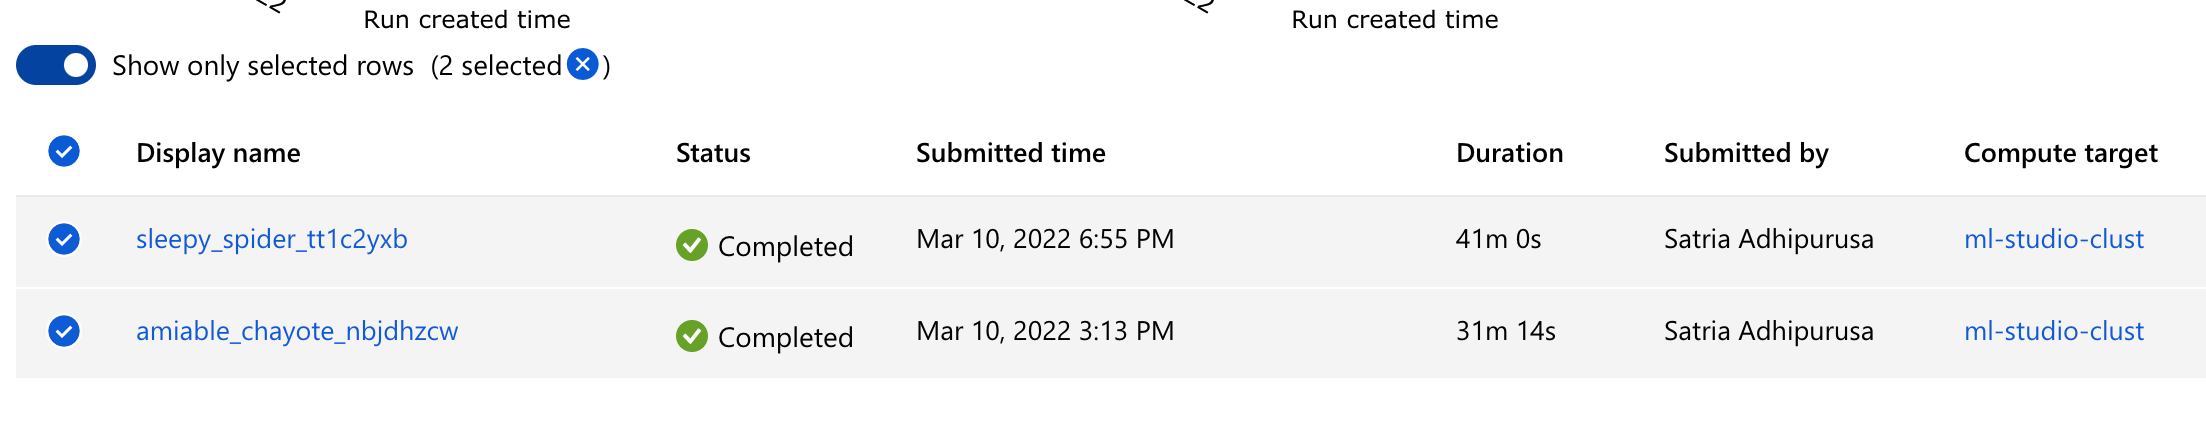 Run created time Run created time
Show only selected rows (2 selected )
Display name Status Submitted time Duration Submitted by Compute target
sleepy_spider_tt1c2yxb Completed Mar 10, 2022 6:55 PM 41m 0s Satria Adhipurusa ml-studio-clust
amiable_chayote_nbjdhzcw Completed Mar 10, 2022 3:13 PM 31m 14s Satria Adhipurusa ml-studio-clust